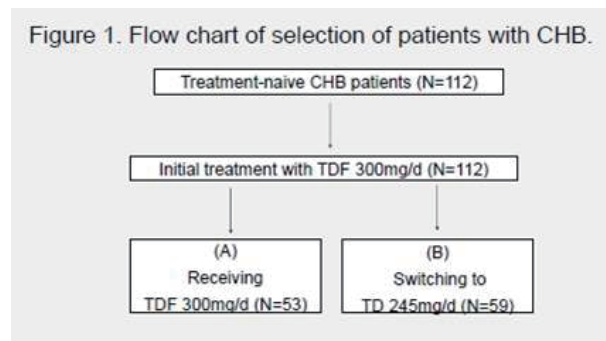 Figure 1. Flow chart of selection of patients with CHB.
Treatment-naive CHB patients (N=112)
Initial treatment with TDF 300mg/d (N=112)
(A)
Receiving
TDF 300mg/d (N=53)
(B)
Switching to
TD 245mg/d (N=59)